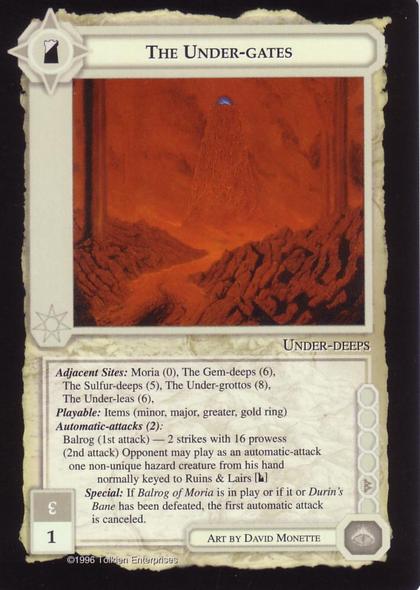 THE UNDER-GATES
UNDER-DEEPS
Adjacent Sites: Moria (0), The Gem-deeps (6),
The Sulfur-deeps (5), The Under-grottos (8),
The Under-leas (6),
Playable: Items (minor, major, greater, gold ring)
Automatic-attacks (2):
Balrog (1st attack) — 2 strikes with 16 prowess
(2nd attack) Opponent may play as an automatic-attack
one non-unique hazard creature from his hand
normally keyed to Ruins & Lairs []
Special: If Balrog of Moria is in play or if it or Durin's
Bane has been defeated, the first automatic attack
is canceled.
3
1
ART BY DAVID MONETTE
©1996 Tolkien Enterprises